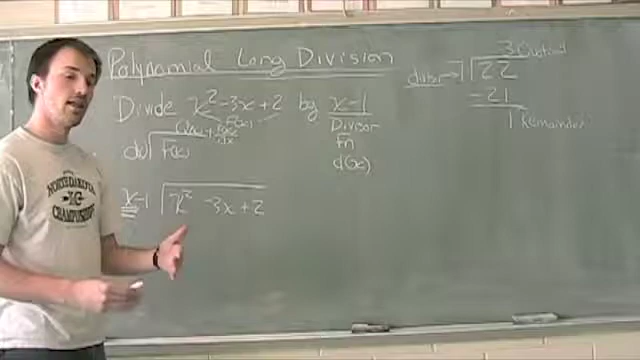 Polynomial Long Division
Divide x² -3x+2 by x-1
Divisor
Fn
d(x)
d(x) F(x)
x-1 x² -3x+2
3 Quotient
divisor → 7 22
-21
1 Remainder
NORTH DAKOTA
CHAMPIONSHIPS